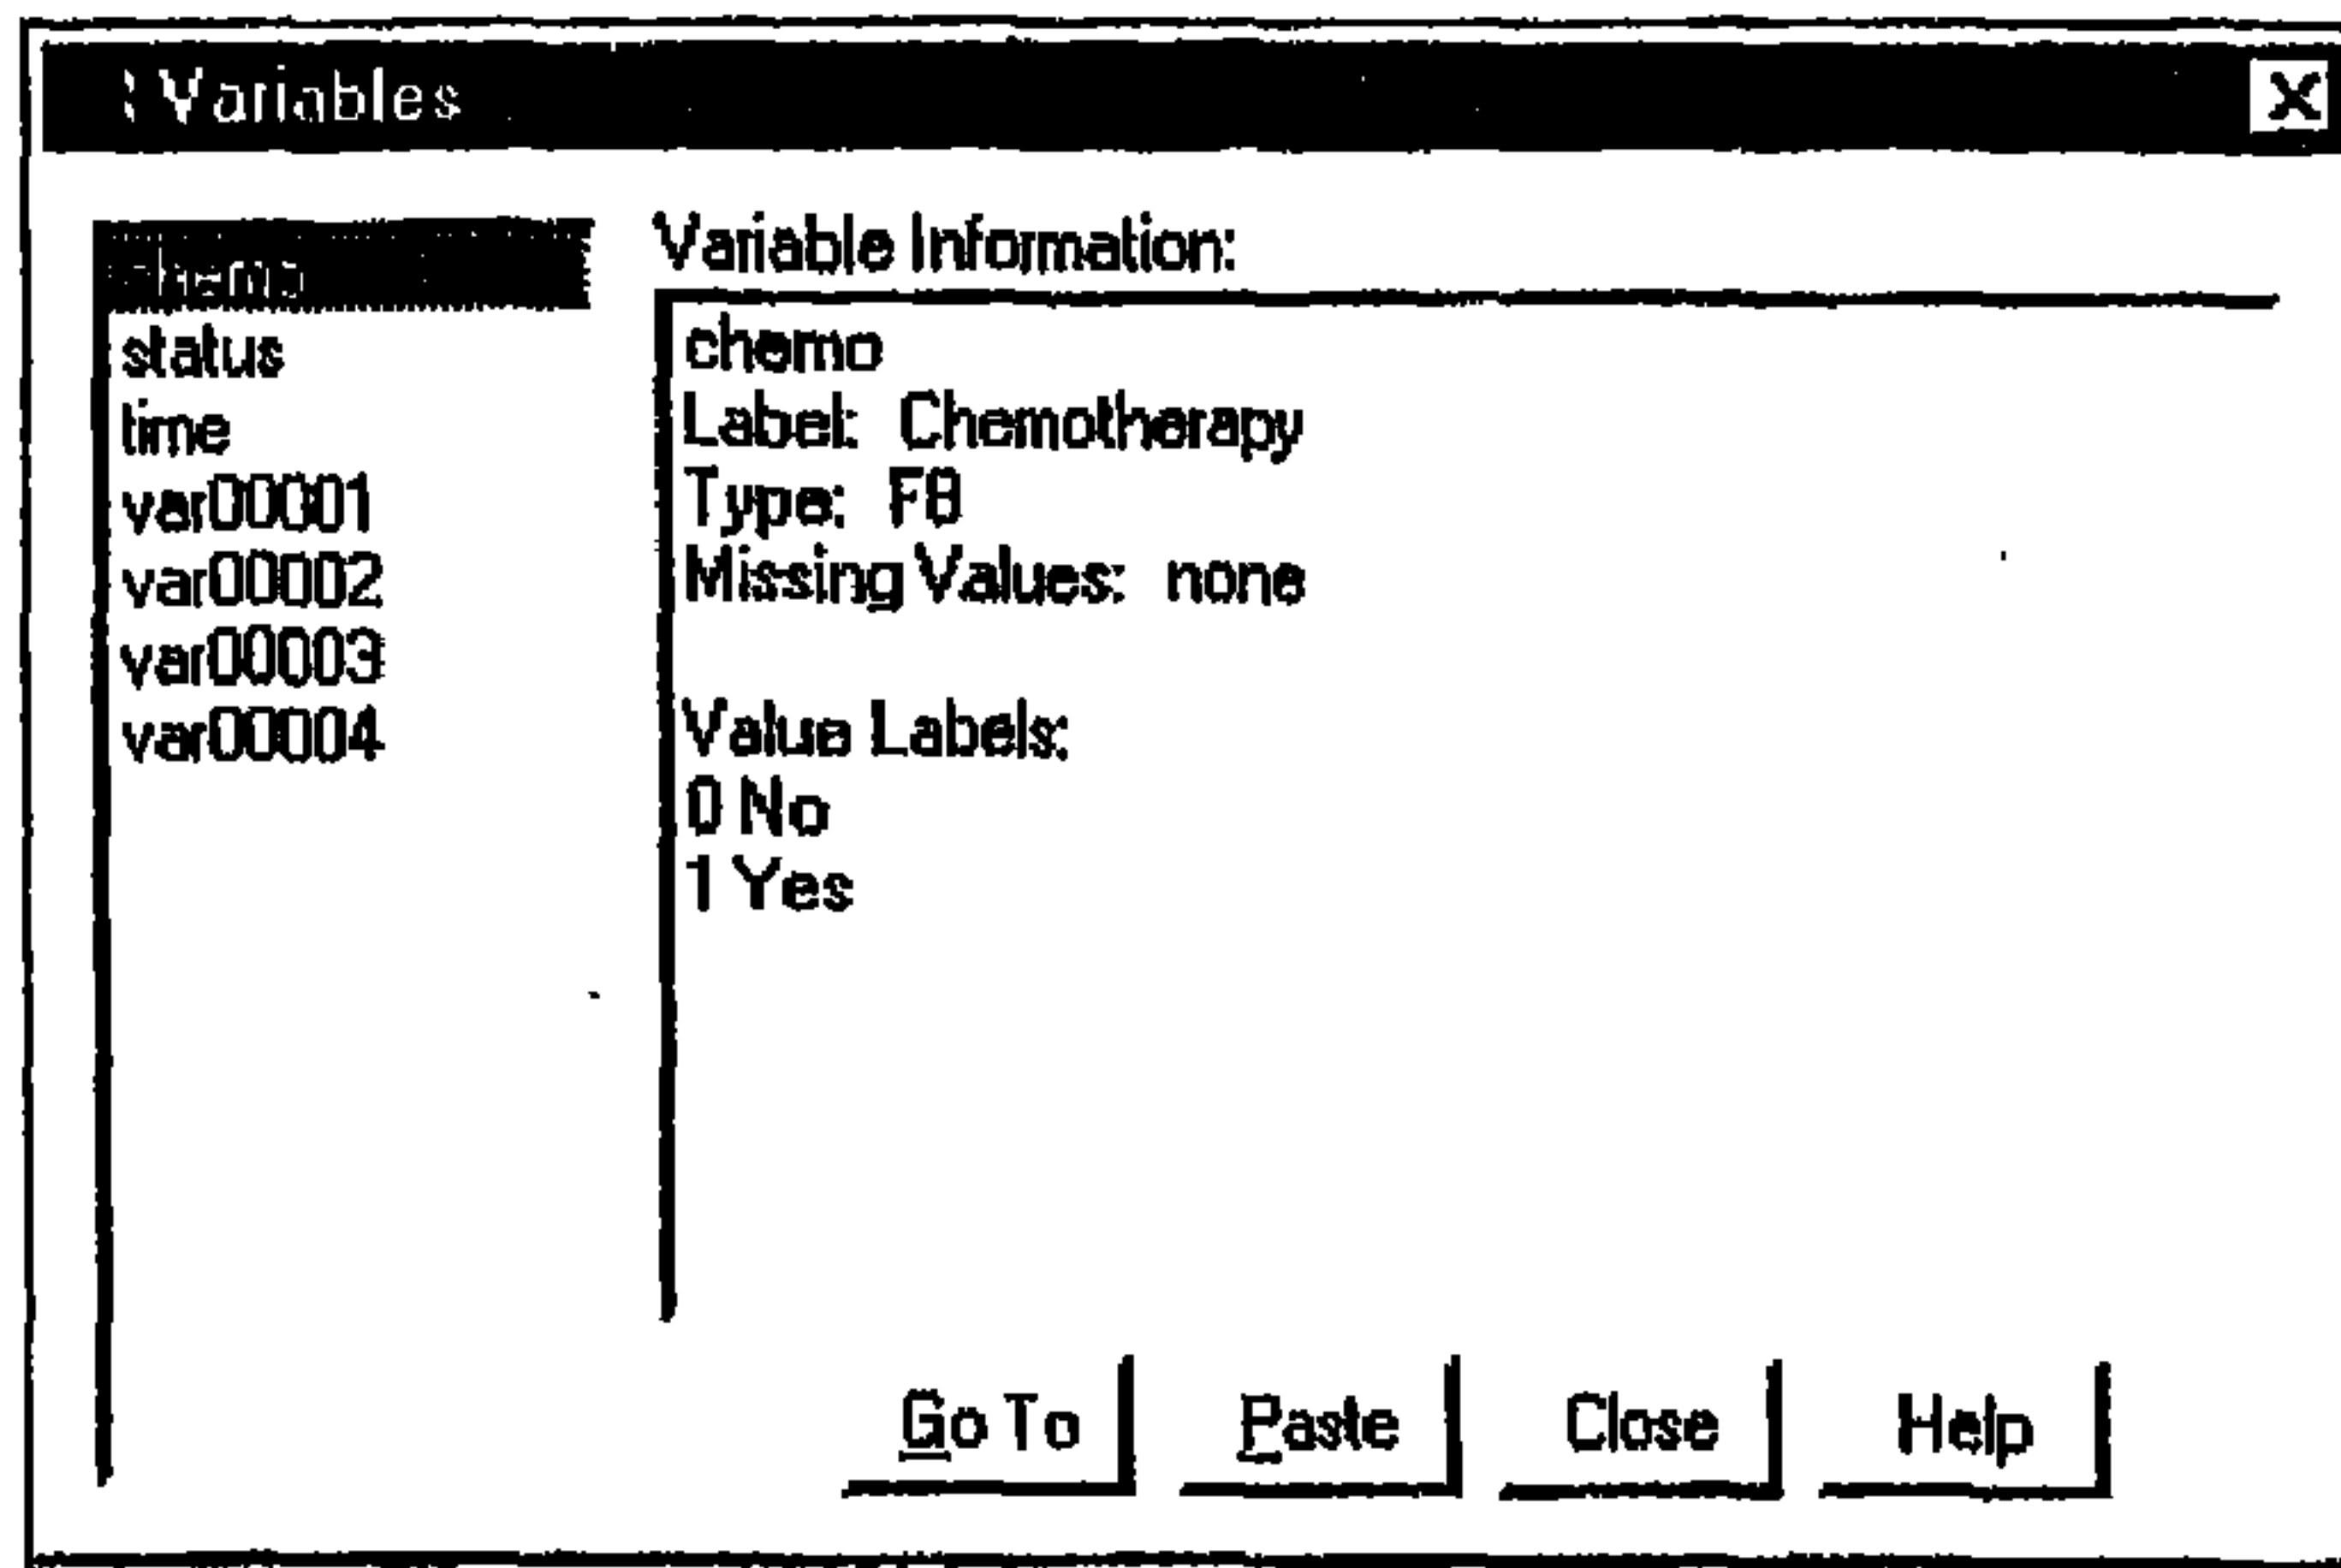 Variables
chemo
status
time
var00001
var00002
var00003
var00004
Variable Information:
chemo
Label: Chemotherapy
Type: F8
Missing Values: none
Value Labels:
0 No
1 Yes
Go To
Paste
Close
Help